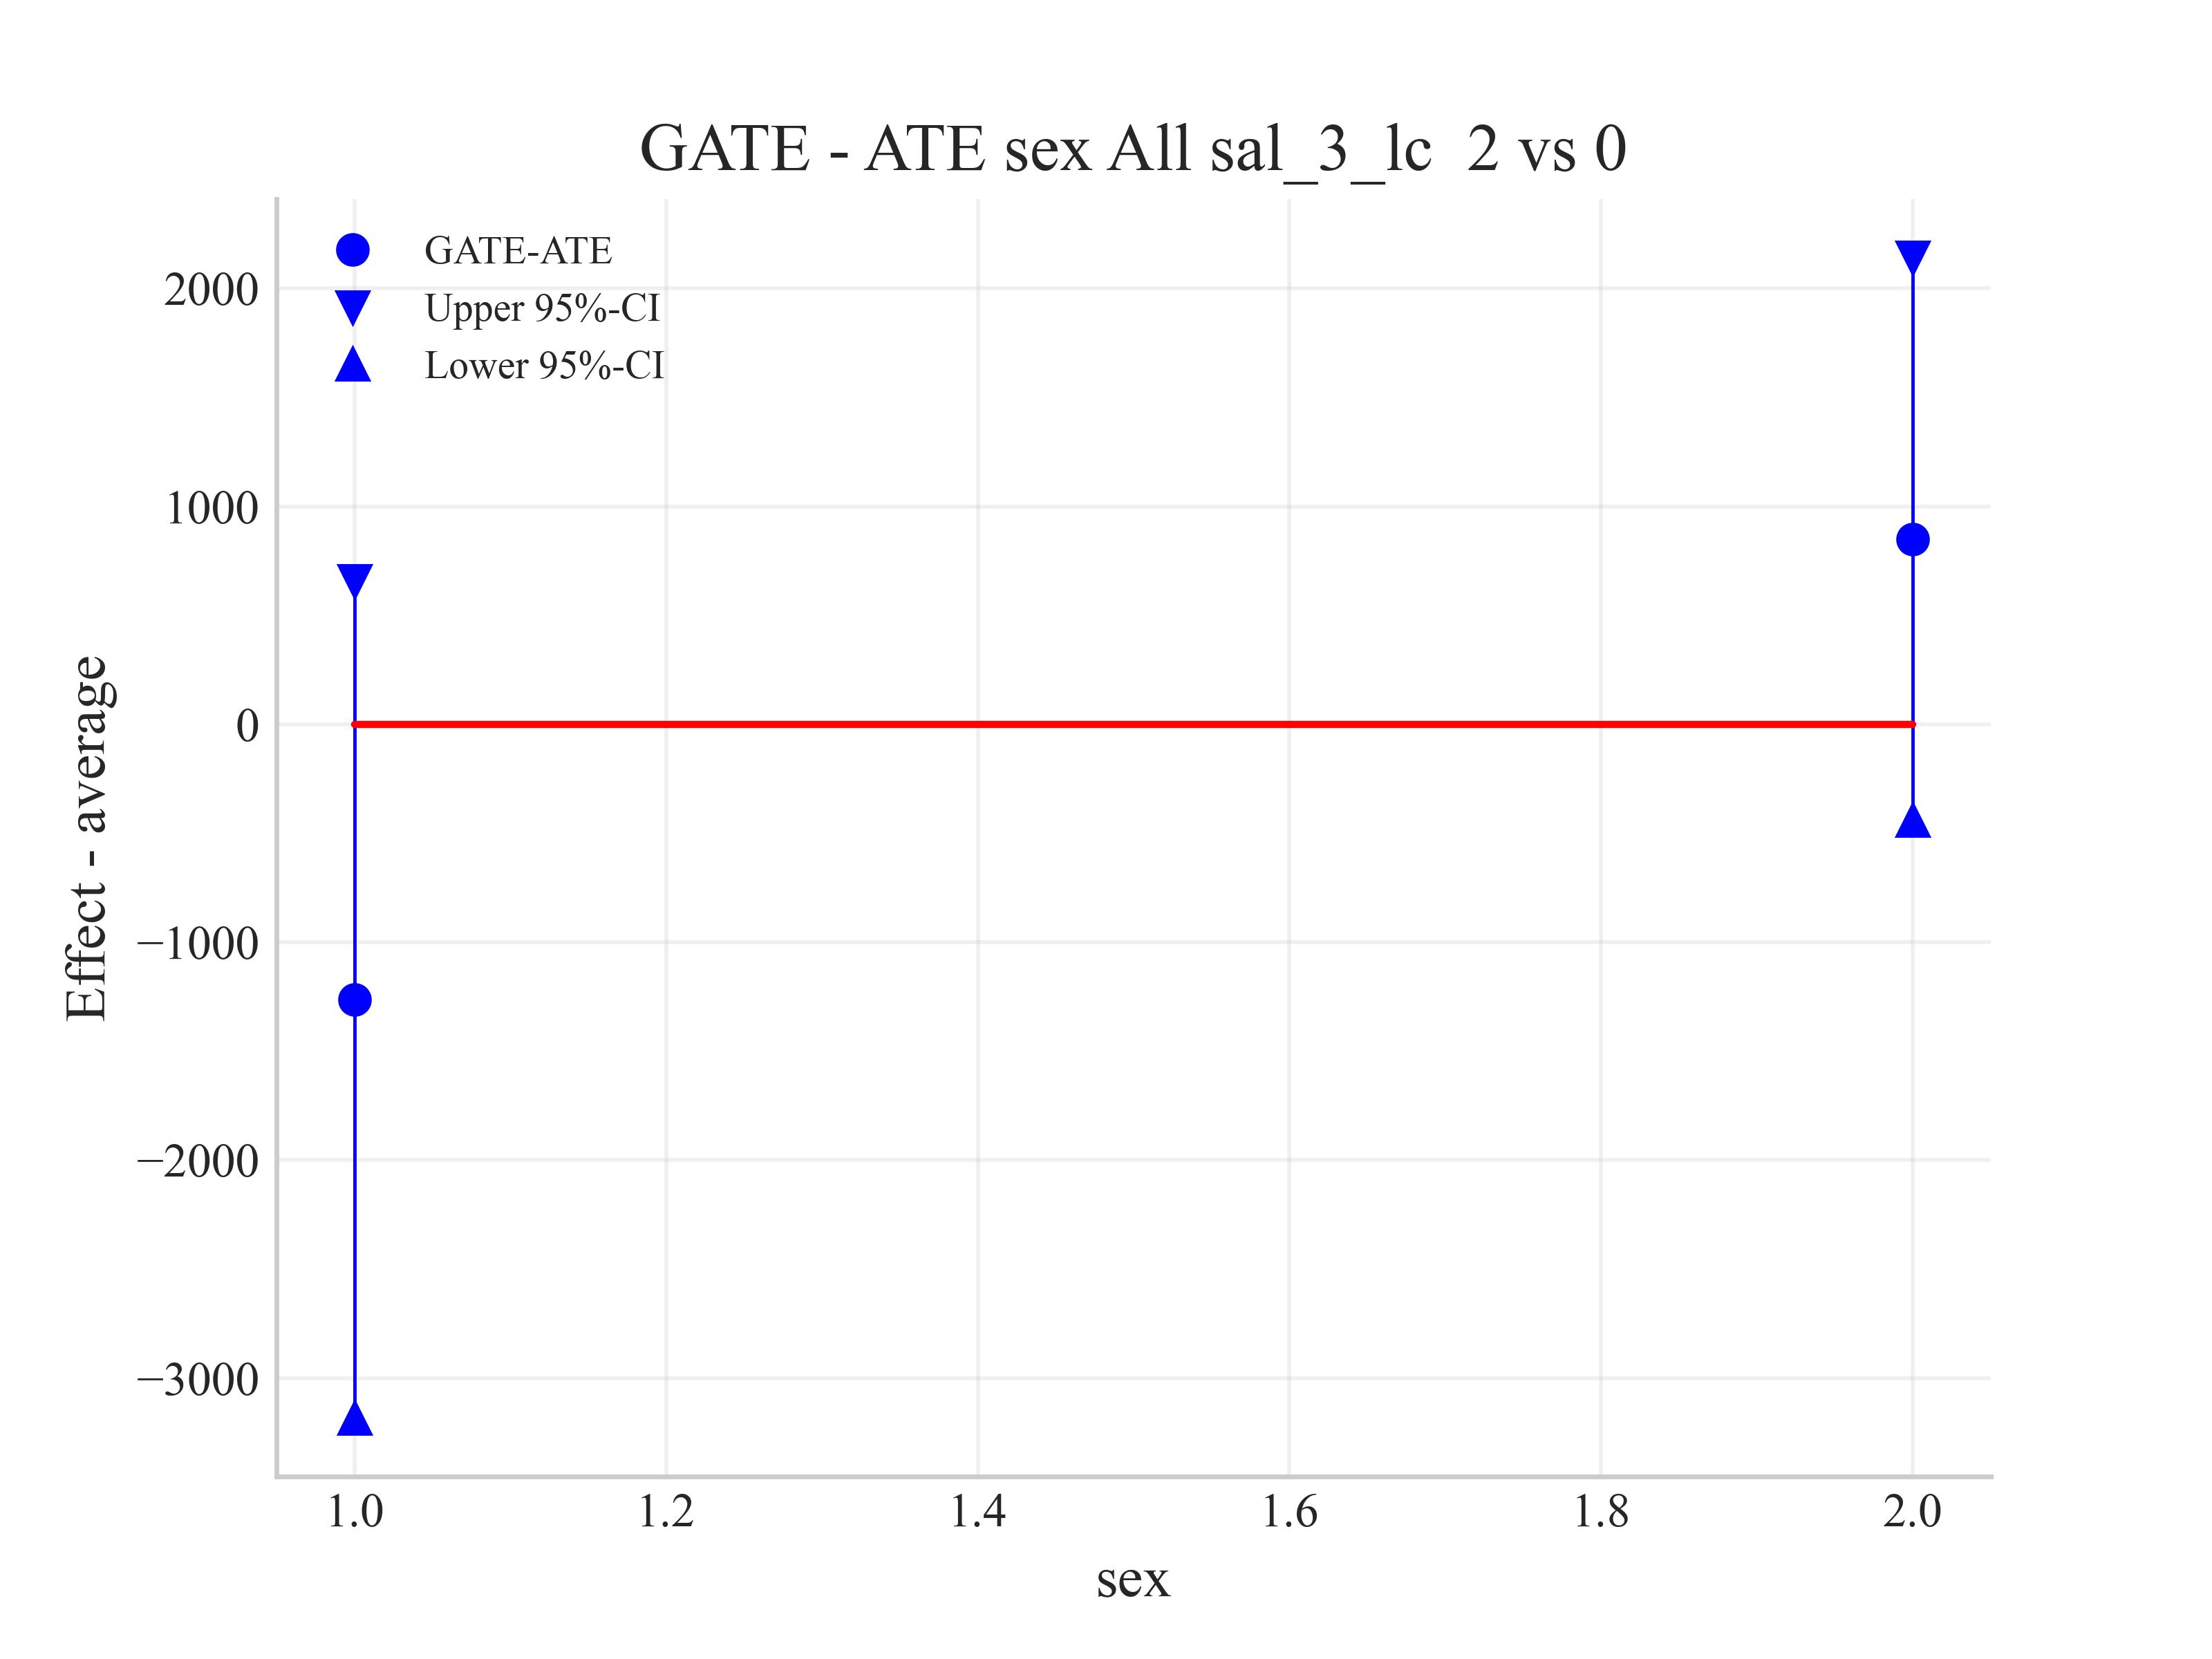 GATE - ATE sex All sal_3_lc  2 vs 0
GATE-ATE
Upper 95%-CI
Lower 95%-CI
2000
1000
0
−1000
−2000
−3000
Effect - average
1.0 1.2 1.4 1.6 1.8 2.0
sex